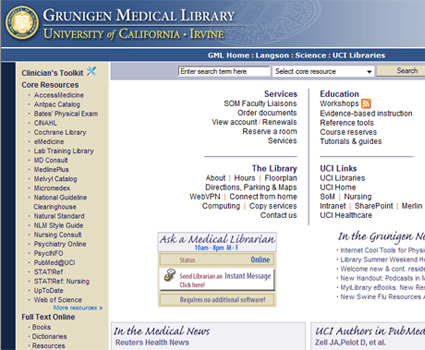 GRUNIGEN MEDICAL LIBRARY
UNIVERSITY of CALIFORNIA • IRVINE
GML Home : Langson : Science : UCI Libraries
Enter search term here
Select core resource
Search
Clinician's Toolkit
Core Resources
AccessMedicine
Antpac Catalog
Bates' Physical Exam
CINAHL
Cochrane Library
eMedicine
Lab Training Library
MD Consult
MedlinePlus
Melvyl Catalog
Micromedex
National Guideline
Clearinghouse
Natural Standard
NLM Style Guide
Nursing Consult
Psychiatry Online
PsycINFO
PubMed@UCI
STAT!Ref
STAT!Ref: Nursing
UpToDate
Web of Science
More resources »
Full Text Online
Books
Dictionaries
Resources
Services
SOM Faculty Liaisons
Order documents
View account / Renewals
Reserve a room
Services
Education
Workshops
Evidence-based instruction
Reference tools
Course reserves
Tutorials & guides
The Library
About | Hours | Floorplan
Directions, Parking & Maps
WebVPN | Connect from home
Computing | Copy services
Contact us
UCI Links
UCI Libraries
UCI Home
SoM | Nursing
Intranet | SharePoint | Merlin
UCI Healthcare
Ask a Medical Librarian
10am - 8pm M - F
Status Online
Send Librarian an Instant Message
Click here!
Requires no additional software!
In the Grunigen Ne
Internet Cool Tools for Physic
Library Summer Weekend H
Welcome new & cont. reside
New Handout: Podcasts in M
MyLibrary eBooks: New Res
New Swine Flu Resources A
In the Medical News
Reuters Health News
UCI Authors in PubMed
Zell JA,Pelot D, et al.